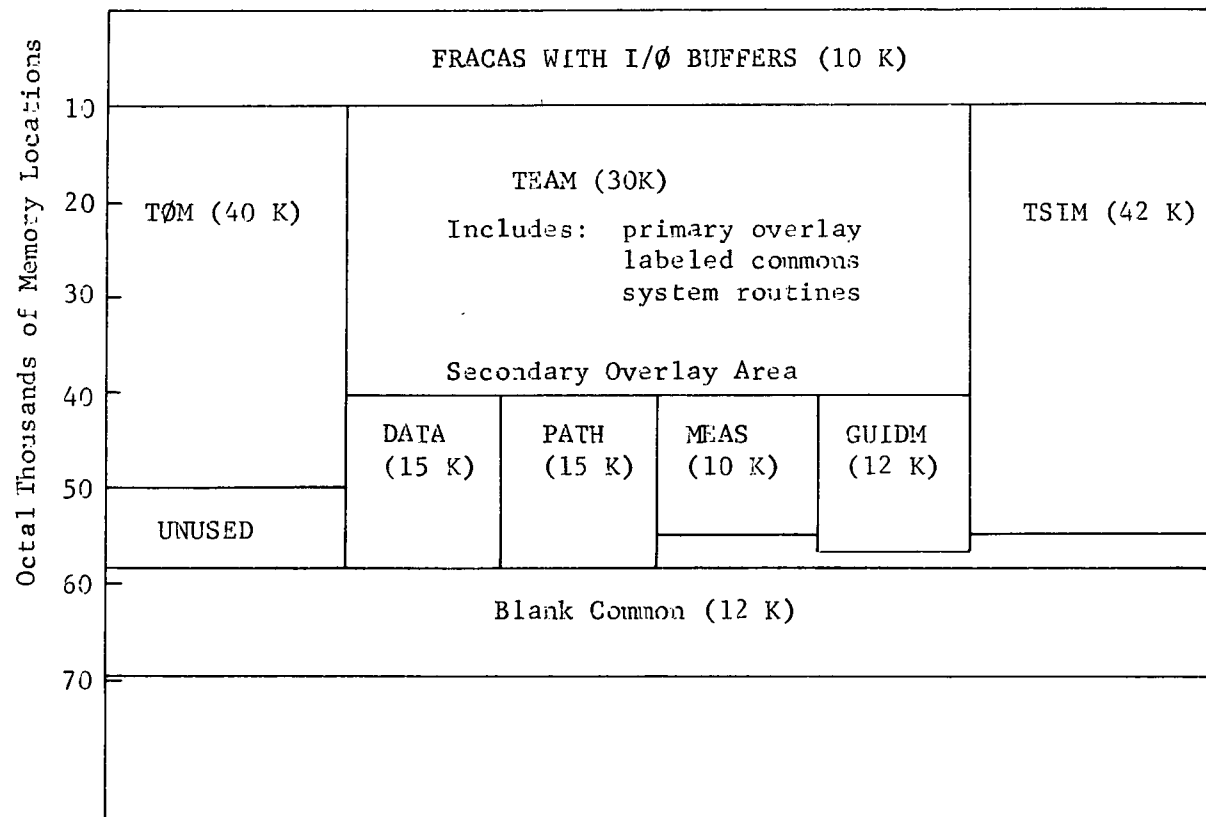 Octal Thousands of Memory Locations
FRACAS WITH I/Ø BUFFERS (10 K)
10
20
30
40
50
60
70
TØM (40 K)
UNUSED
TEAM (30K)
Includes: primary overlay
labeled commons
system routines
Secondary Overlay Area
DATA
(15 K)
PATH
(15 K)
MEAS
(10 K)
GUIDM
(12 K)
TSIM (42 K)
Blank Common (12 K)